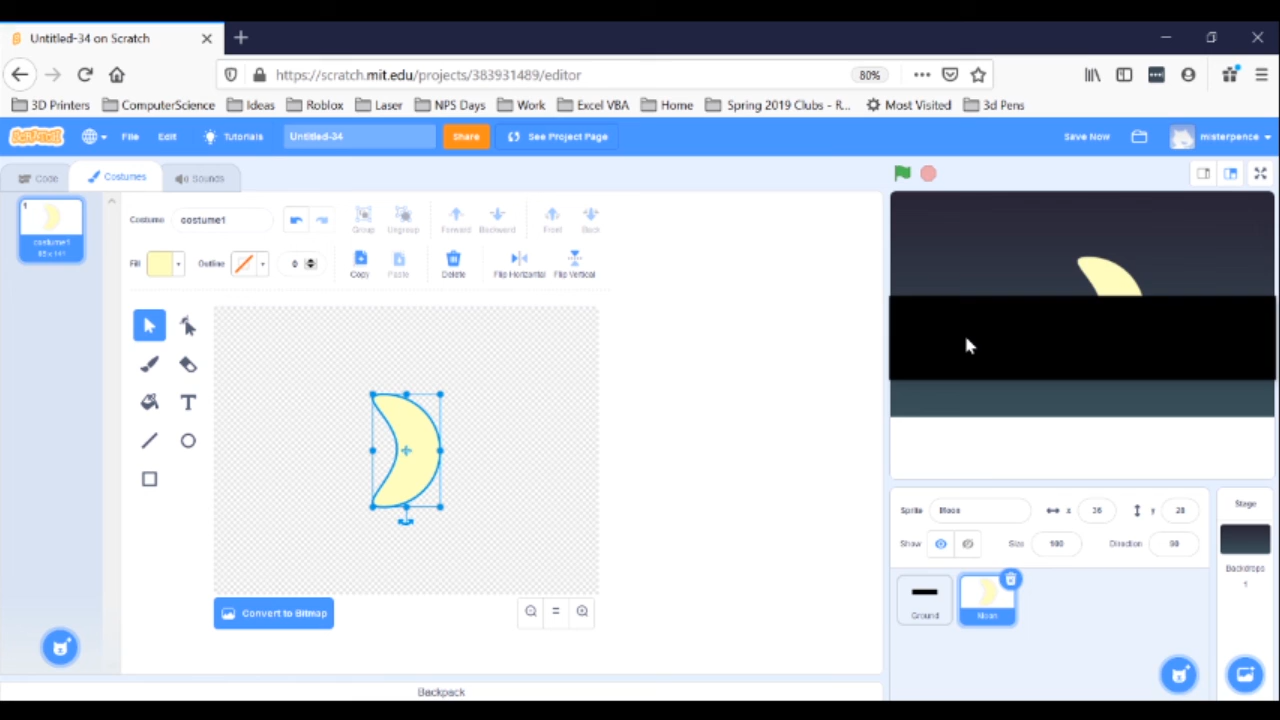 Untitled-34 on Scratch
https://scratch.mit.edu/projects/383931489/editor
80%
3D Printers
ComputerScience
Ideas
Roblox
Laser
NPS Days
Work
Excel VBA
Home
Spring 2019 Clubs - R...
Most Visited
3d Pens
SCRATCH
File
Edit
Tutorials
Untitled-34
Share
See Project Page
Save Now
misterpence
Code
Costumes
Sounds
1
costume1
Costume
costume1
Group
Ungroup
Forward
Backward
Front
Back
Fill
Outline
0
Copy
Paste
Delete
Flip Horizontal
Flip Vertical
T
Convert to Bitmap
Backpack
Sprite
Moon
x
36
y
28
Show
Size
100
Direction
90
Ground
Moon
Stage
Backdrops
1